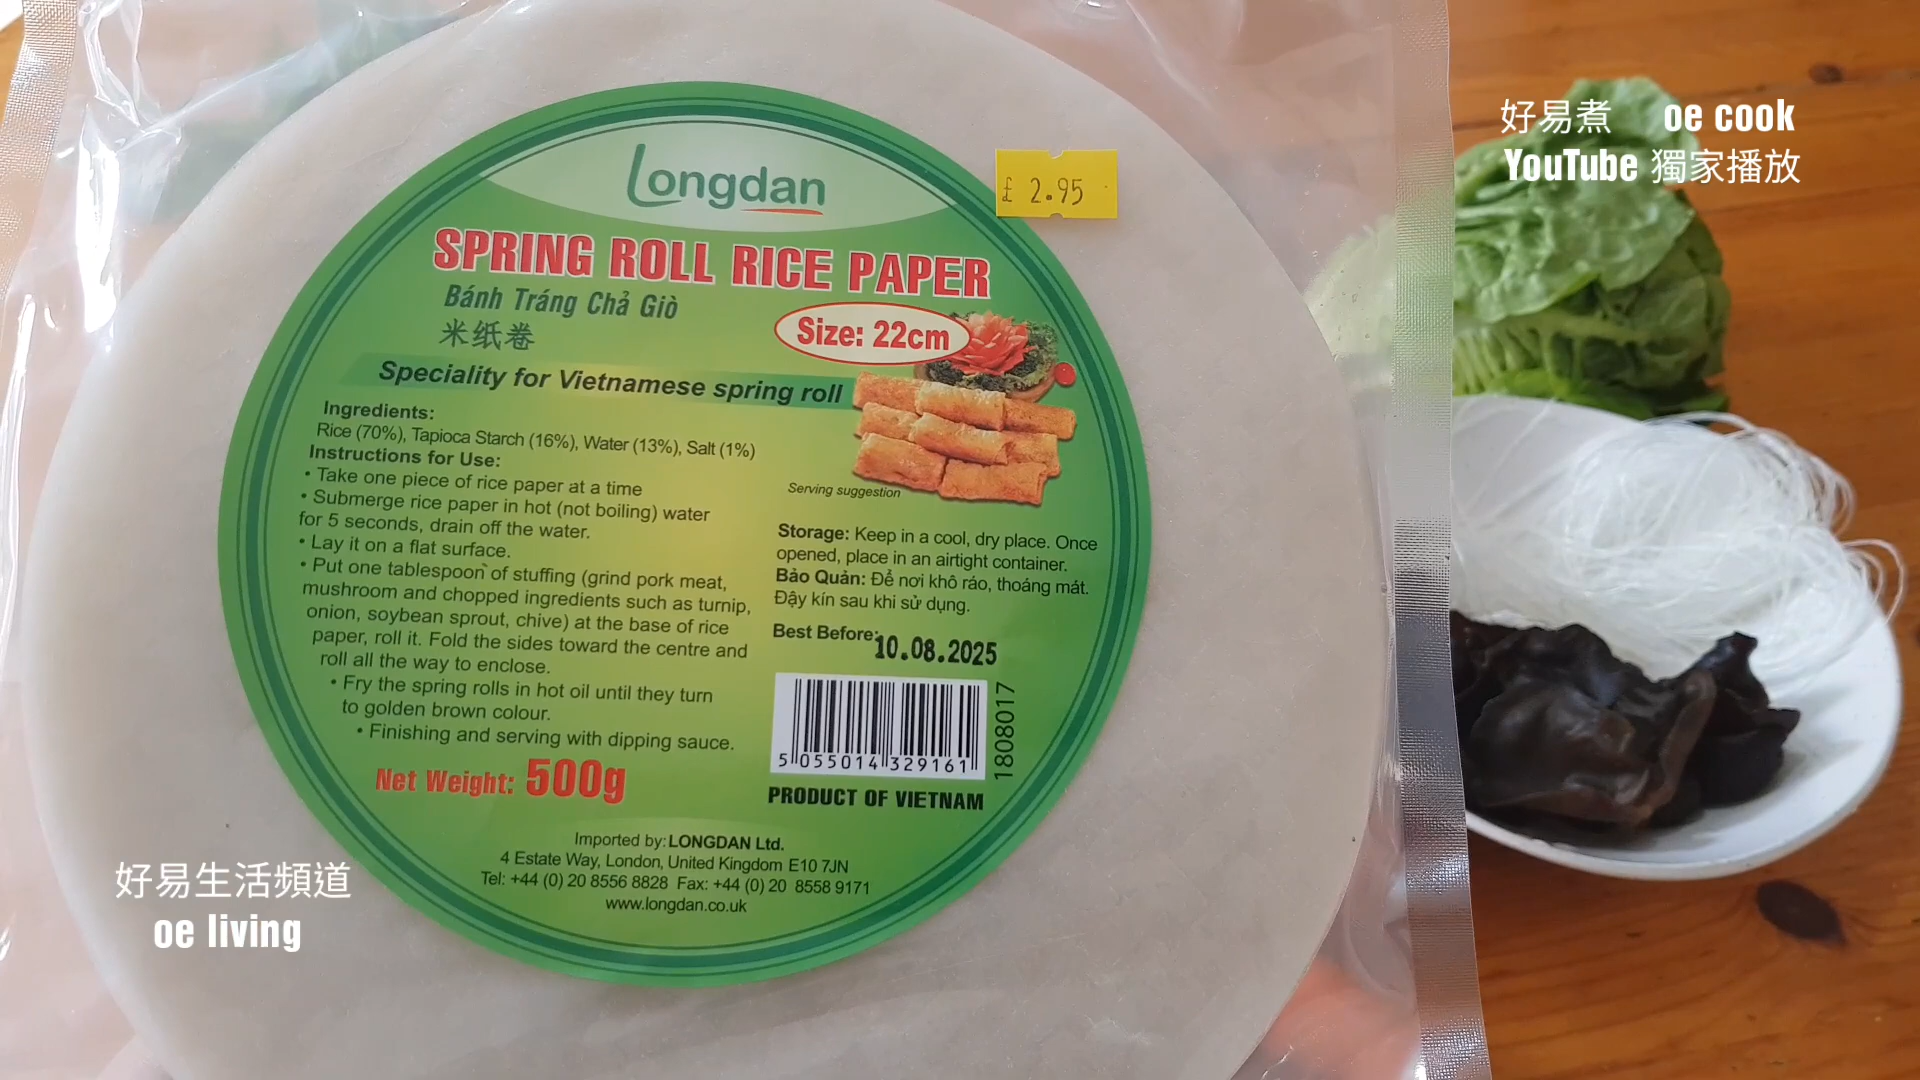 好易煮 oe cook
YouTube 獨家播放
Longdan
£ 2.95
SPRING ROLL RICE PAPER
Bánh Tráng Chả Giò
米纸卷
Size: 22cm
Speciality for Vietnamese spring roll
Ingredients:
Rice (70%), Tapioca Starch (16%), Water (13%), Salt (1%)
Instructions for Use:
• Take one piece of rice paper at a time
• Submerge rice paper in hot (not boiling) water
for 5 seconds, drain off the water.
• Lay it on a flat surface.
• Put one tablespoon of stuffing (grind pork meat,
mushroom and chopped ingredients such as turnip,
onion, soybean sprout, chive) at the base of rice
paper, roll it. Fold the sides toward the centre and
roll all the way to enclose.
• Fry the spring rolls in hot oil until they turn
to golden brown colour.
• Finishing and serving with dipping sauce.
Net Weight: 500g
Serving suggestion
Storage: Keep in a cool, dry place. Once
opened, place in an airtight container.
Bảo Quản: Để nơi khô ráo, thoáng mát.
Đậy kín sau khi sử dụng.
Best Before: 10.08.2025
5 055014 329161
1808017
PRODUCT OF VIETNAM
Imported by: LONGDAN Ltd.
4 Estate Way, London, United Kingdom E10 7JN
Tel: +44 (0) 20 8556 8828 Fax: +44 (0) 20 8558 9171
www.longdan.co.uk
好易生活頻道
oe living